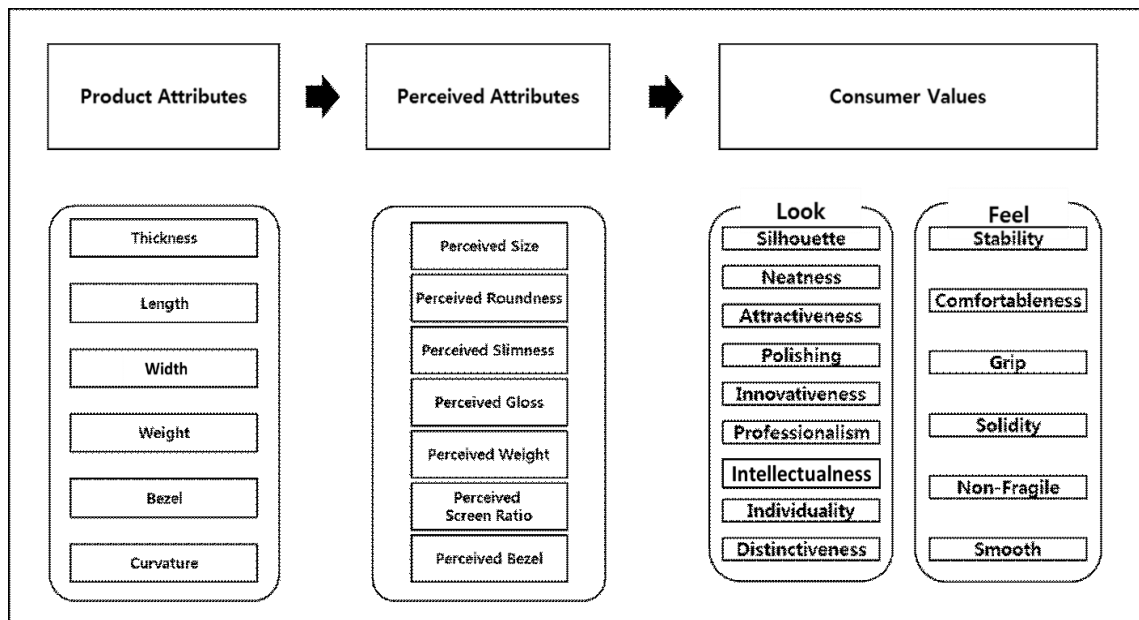 Product Attributes
Perceived Attributes
Consumer Values
Thickness
Length
Width
Weight
Bezel
Curvature
Perceived Size
Perceived Roundness
Perceived Slimness
Perceived Gloss
Perceived Weight
Perceived
Screen Ratio
Perceived Bezel
Look
Silhouette
Neatness
Attractiveness
Polishing
Innovativeness
Professionalism
Intellectualness
Individuality
Distinctiveness
Feel
Stability
Comfortableness
Grip
Solidity
Non-Fragile
Smooth